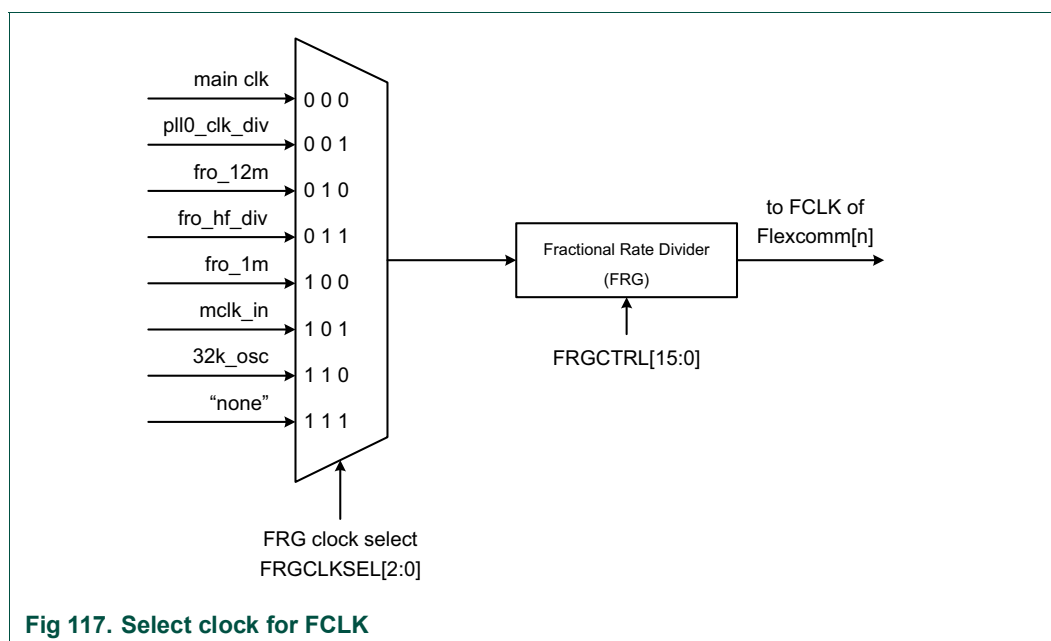 main clk
0 0 0
pll0_clk_div
0 0 1
fro_12m
0 1 0
fro_hf_div
0 1 1
fro_1m
1 0 0
mclk_in
1 0 1
32k_osc
1 1 0
“none”
1 1 1
Fractional Rate Divider
(FRG)
to FCLK of
Flexcomm[n]
FRGCTRL[15:0]
FRG clock select
FRGCLKSEL[2:0]
Fig 117. Select clock for FCLK